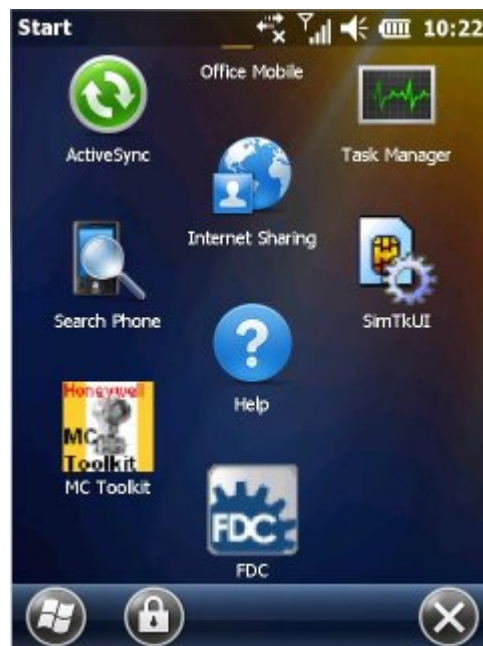 Start 10:22
Office Mobile
ActiveSync
Task Manager
Internet Sharing
Search Phone
SimTkUI
?
Help
Honeywell
MC
Toolkit
MC Toolkit
FDC
FDC